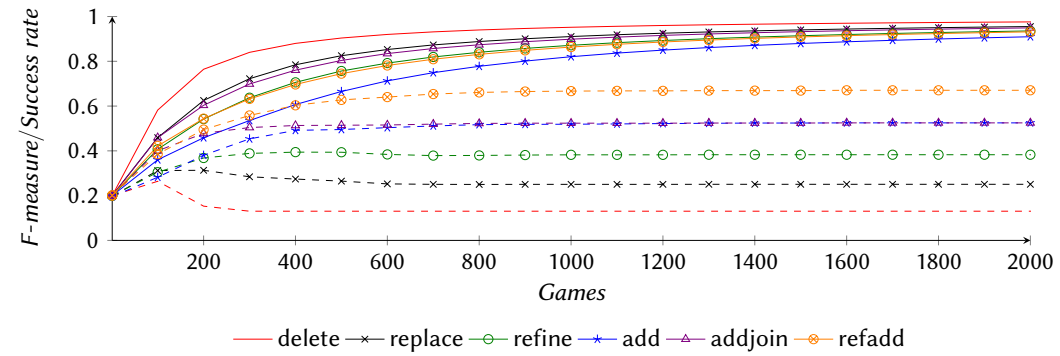 F-measure/Success rate
1
0.8
0.6
0.4
0.2
0
200 400 600 800 1000 1200 1400 1600 1800 2000
Games
delete replace refine add addjoin refadd